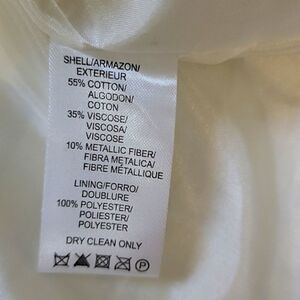 SHELL/ARMAZON/
EXTERIEUR
55% COTTON/
ALGODON/
COTON
35% VISCOSE/
VISCOSA/
VISCOSE
10% METALLIC FIBER/
FIBRA METALICA/
FIBRE MÉTALLIQUE
LINING/FORRO/
DOUBLURE
100% POLYESTER/
POLIESTER/
POLYESTER
DRY CLEAN ONLY
P